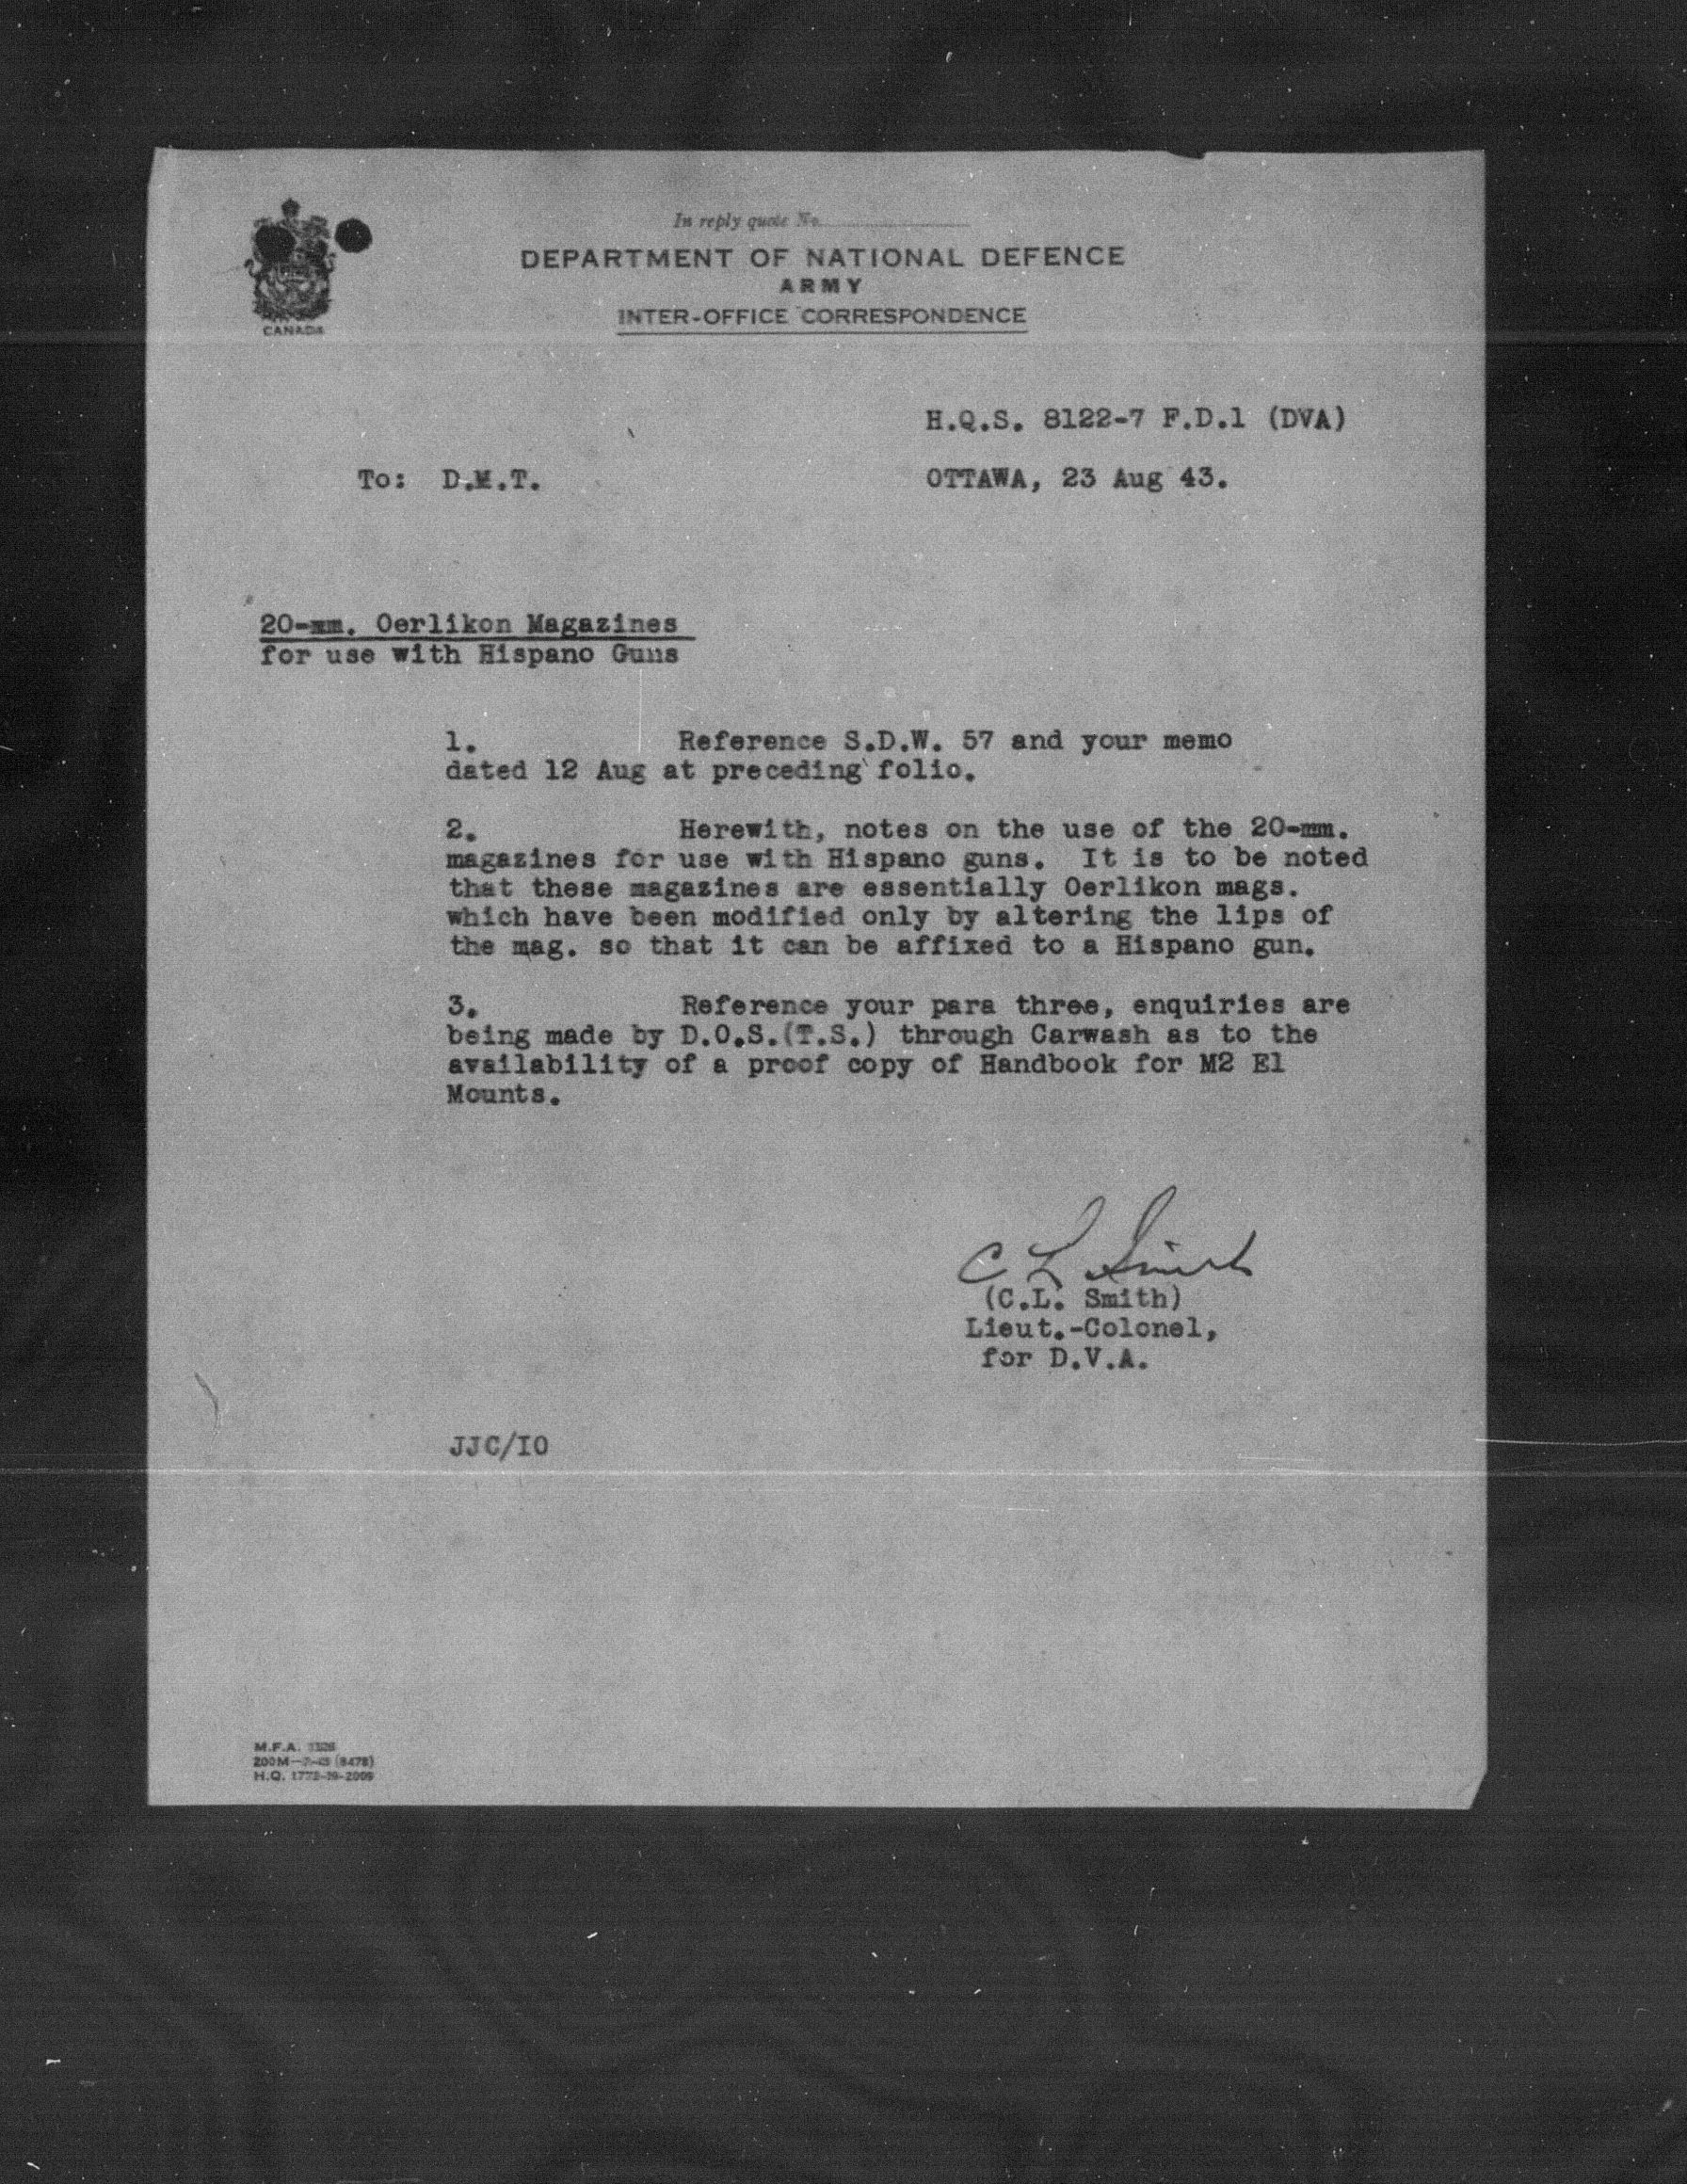 In reply quote No.
DEPARTMENT OF NATIONAL DEFENCE
ARMY
INTER-OFFICE CORRESPONDENCE
CANADA
H.Q.S. 8122-7 F.D.1 (DVA)
To: D.M.T.
OTTAWA, 23 Aug 43.
20-mm. Oerlikon Magazines
for use with Hispano Guns
1. Reference S.D.W. 57 and your memo
dated 12 Aug at preceding folio.
2. Herewith, notes on the use of the 20-mm.
magazines for use with Hispano guns. It is to be noted
that these magazines are essentially Oerlikon mags.
which have been modified only by altering the lips of
the mag. so that it can be affixed to a Hispano gun.
3. Reference your para three, enquiries are
being made by D.O.S.(T.S.) through Carwash as to the
availability of a proof copy of Handbook for M2 El
Mounts.
C L Smith
(C.L. Smith)
Lieut.-Colonel,
for D.V.A.
JJC/IO
M.F.A.
200M (8478)
H.Q. 1772-39-2009